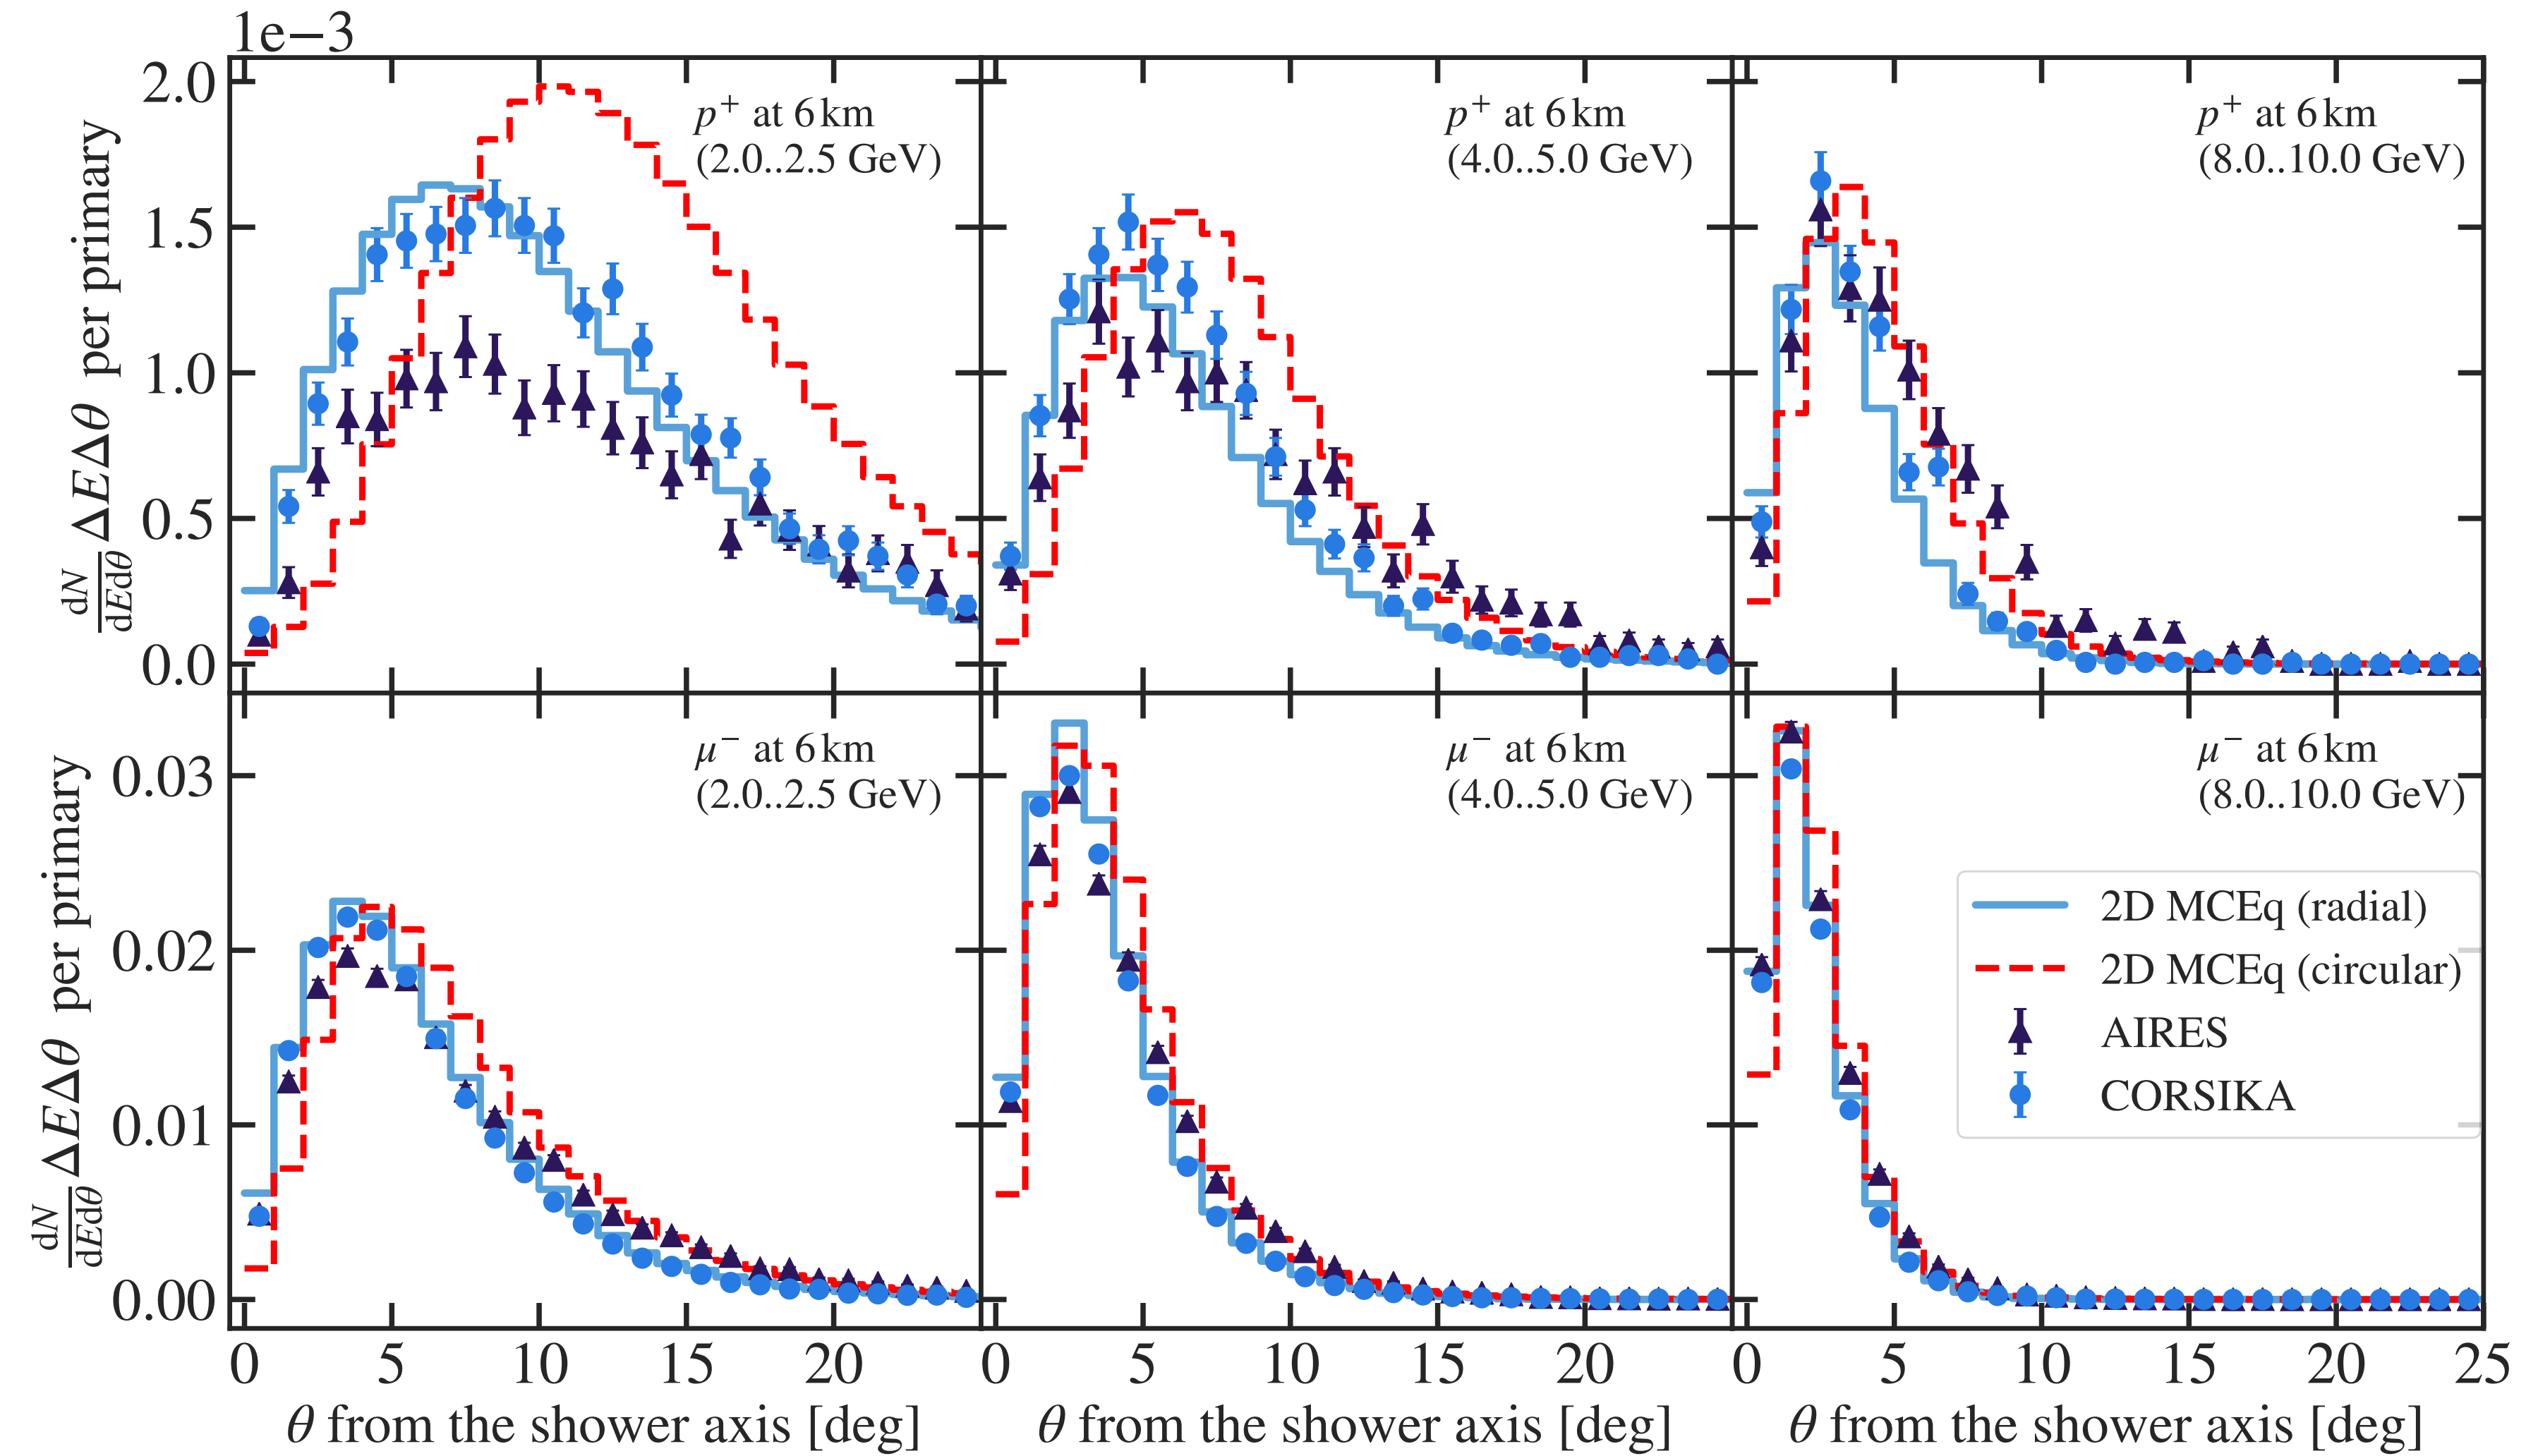 1e−3
2.0
1.5
1.0
0.5
0.0
dN/dEdθ ΔEΔθ per primary
p⁺ at 6 km
(2.0..2.5 GeV)
p⁺ at 6 km
(4.0..5.0 GeV)
p⁺ at 6 km
(8.0..10.0 GeV)
0.03
0.02
0.01
0.00
dN/dEdθ ΔEΔθ per primary
μ⁻ at 6 km
(2.0..2.5 GeV)
μ⁻ at 6 km
(4.0..5.0 GeV)
μ⁻ at 6 km
(8.0..10.0 GeV)
2D MCEq (radial)
2D MCEq (circular)
AIRES
CORSIKA
0 5 10 15 20
0 5 10 15 20
0 5 10 15 20 25
θ from the shower axis [deg]
θ from the shower axis [deg]
θ from the shower axis [deg]